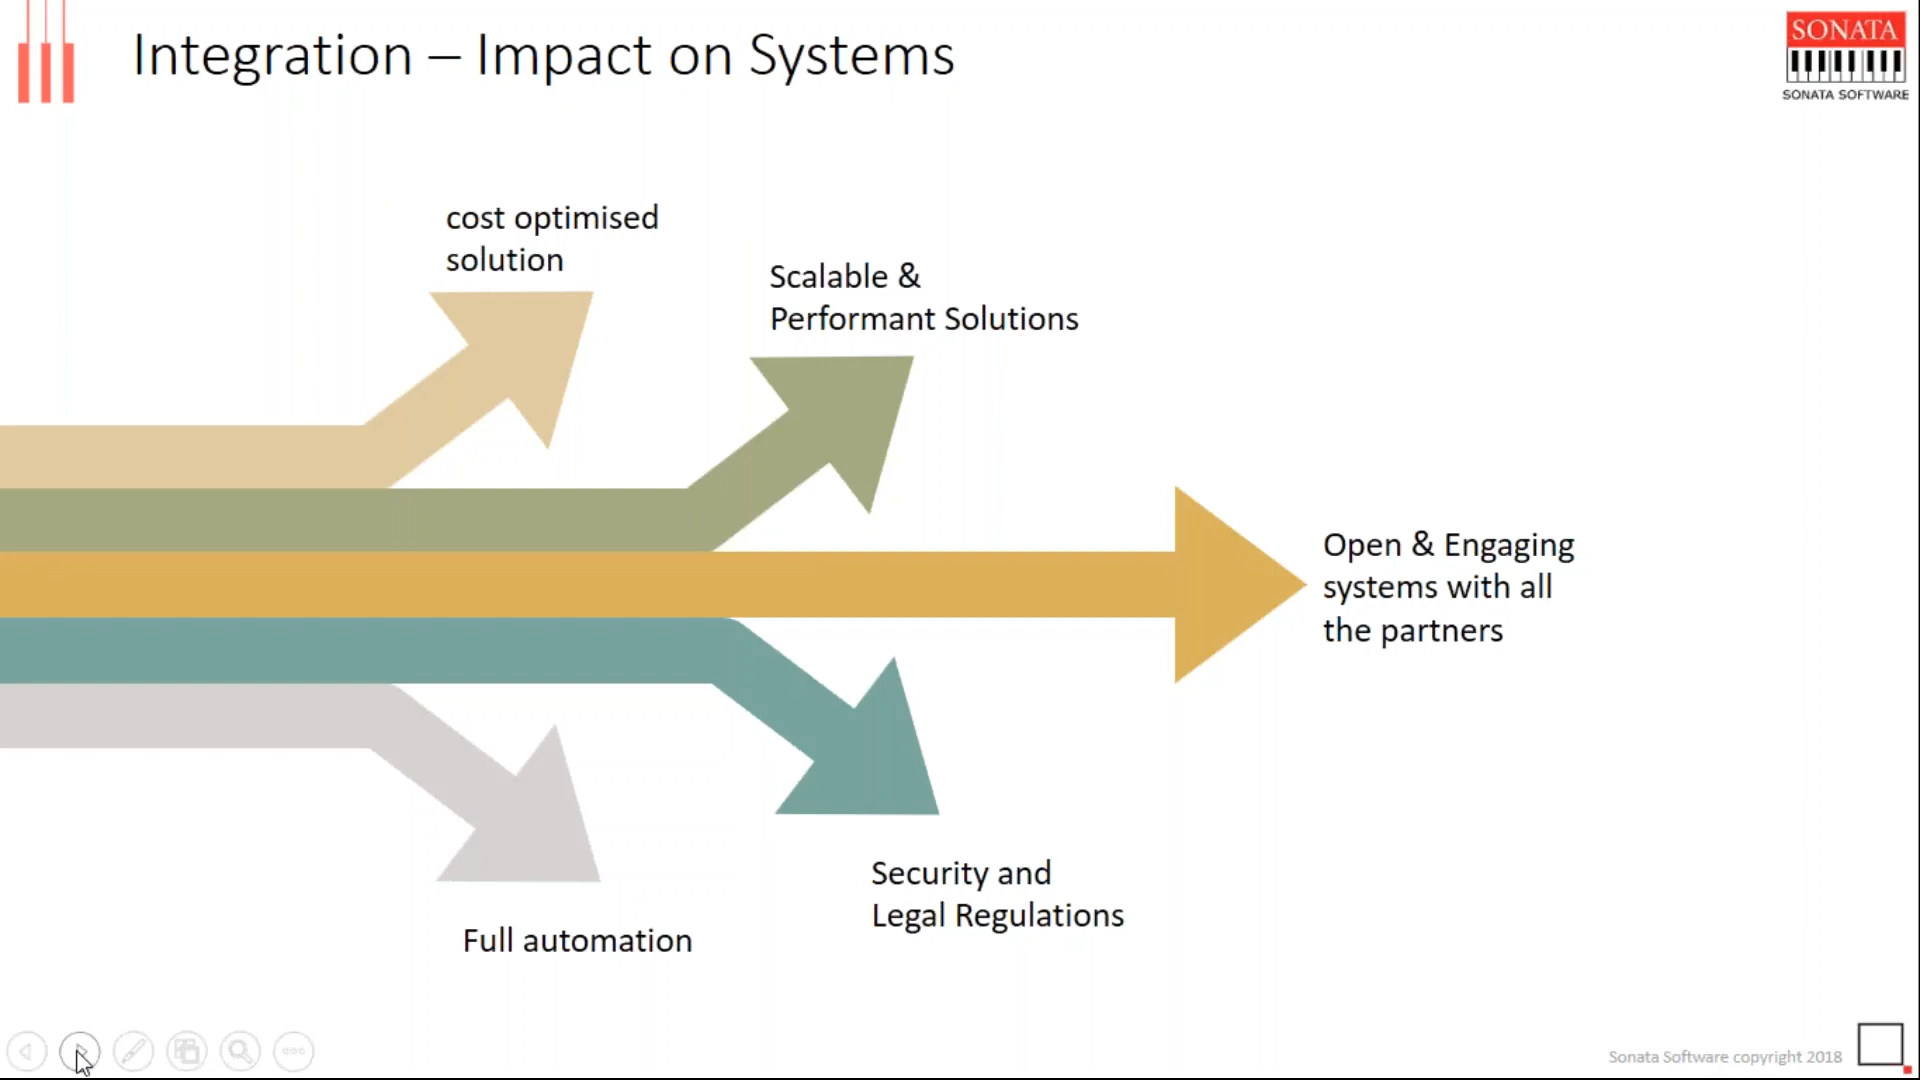 Integration – Impact on Systems
SONATA
SONATA SOFTWARE
cost optimised
solution
Scalable &
Performant Solutions
Open & Engaging
systems with all
the partners
Security and
Legal Regulations
Full automation
Sonata Software copyright 2018